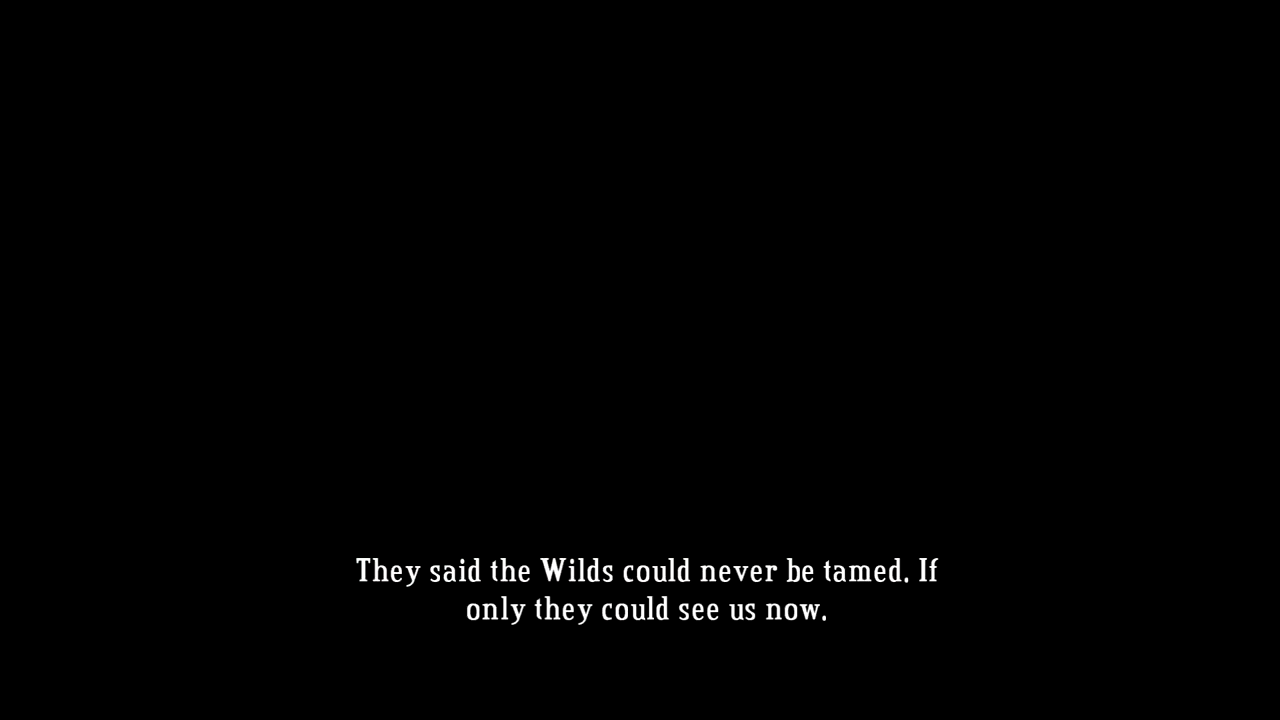 They said the Wilds could never be tamed. If
only they could see us now.